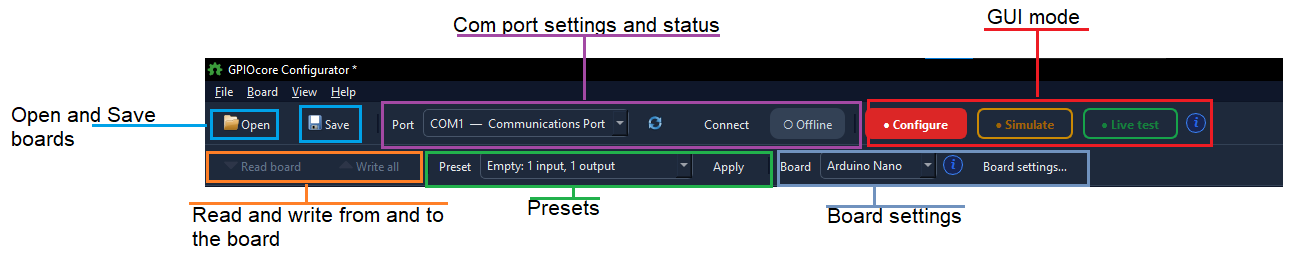 Com port settings and status
GUI mode
GPIOcore Configurator *
File Board View Help
Open and Save
boards
Open Save Port COM1 — Communications Port Connect Offline Configure Simulate Live test i
Read board Write all Preset Empty: 1 input, 1 output Apply Board Arduino Nano i Board settings...
Read and write from and to
the board
Presets
Board settings